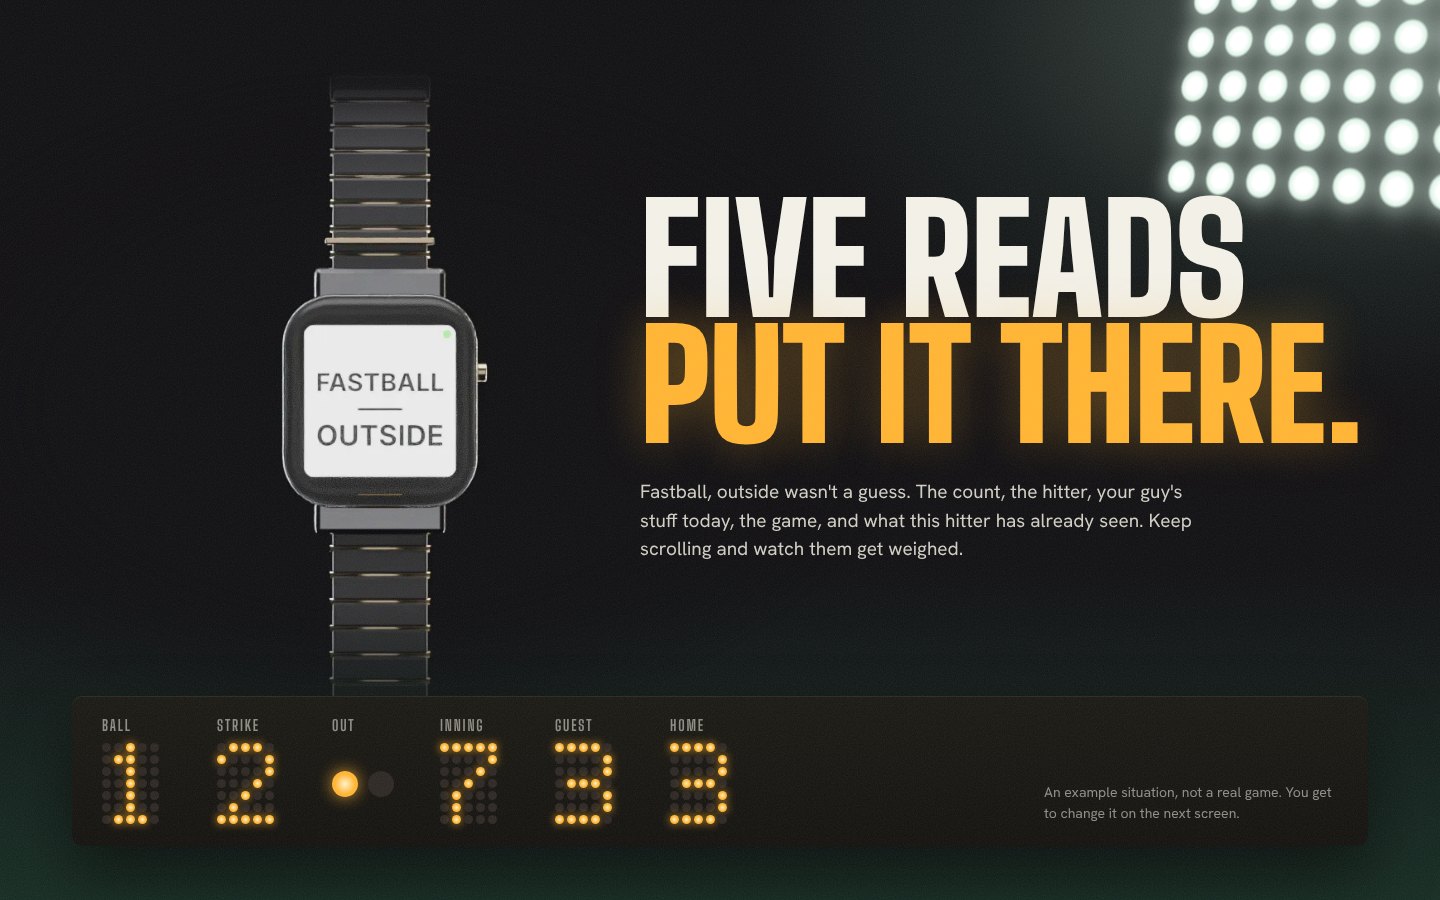 FASTBALL
OUTSIDE
FIVE READS
PUT IT THERE.
Fastball, outside wasn't a guess. The count, the hitter, your guy's
stuff today, the game, and what this hitter has already seen. Keep
scrolling and watch them get weighed.
BALL STRIKE OUT INNING GUEST HOME
1 2 7 3 3
An example situation, not a real game. You get
to change it on the next screen.